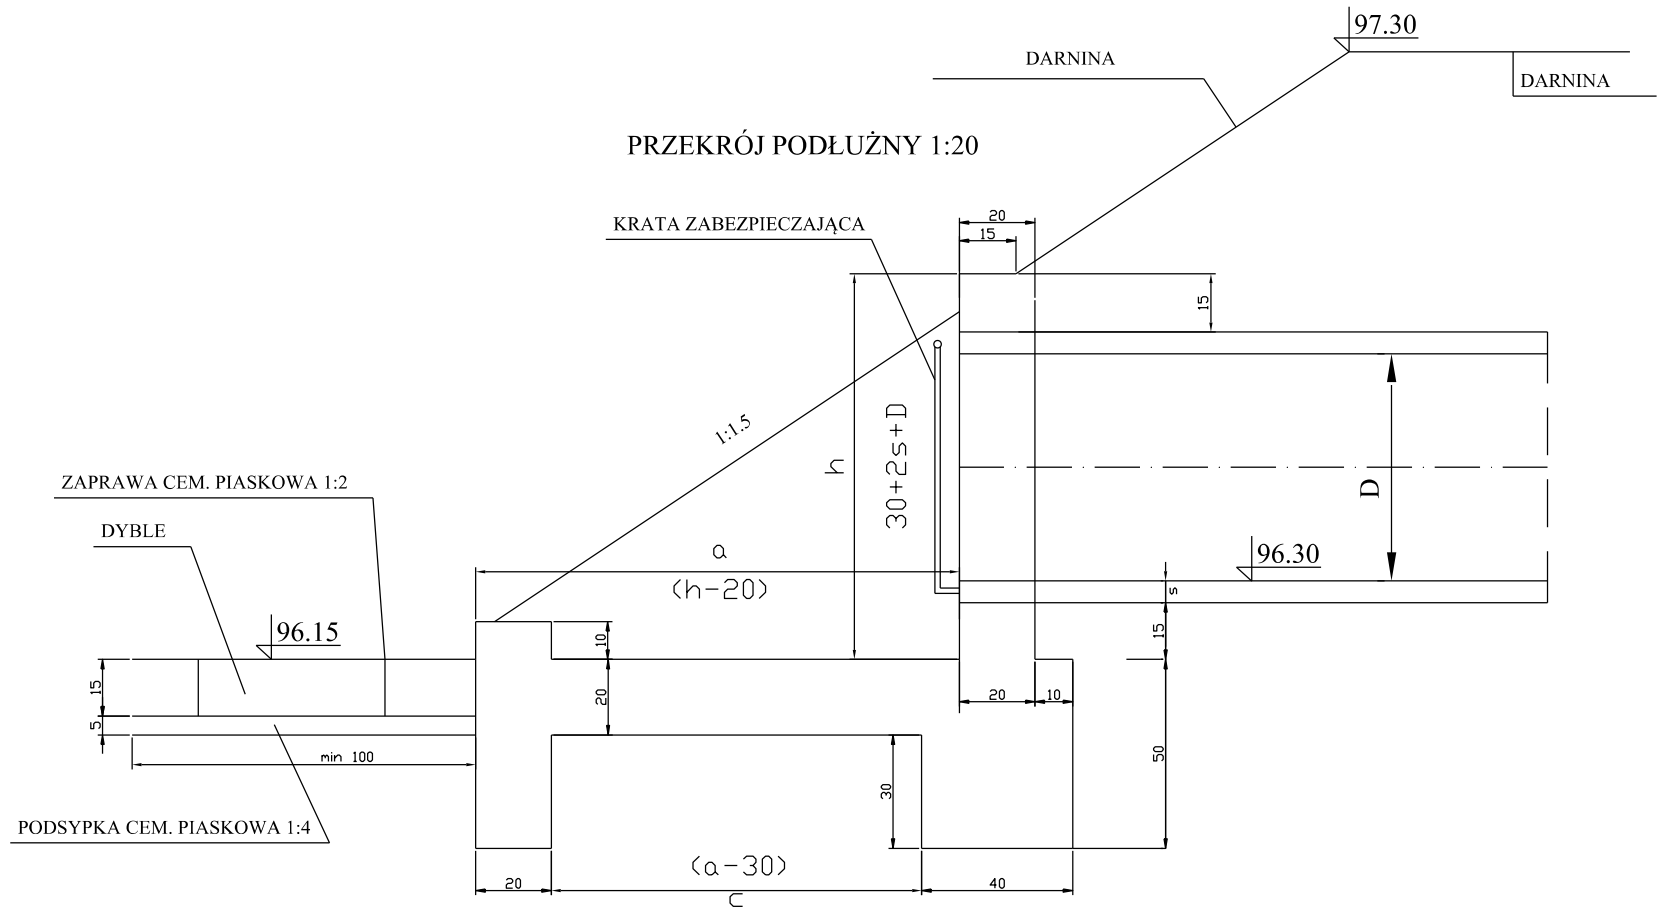 97.30
DARNINA
DARNINA
PRZEKRÓJ PODŁUŻNY 1:20
KRATA ZABEZPIECZAJĄCA
20
15
15
1:1.5
h
30+2s+D
D
ZAPRAWA CEM. PIASKOWA 1:2
DYBLE
a
(h-20)
96.30
s
96.15
10
15
15
20
20
10
5
min 100
50
30
PODSYPKA CEM. PIASKOWA 1:4
(a-30)
20
40
c